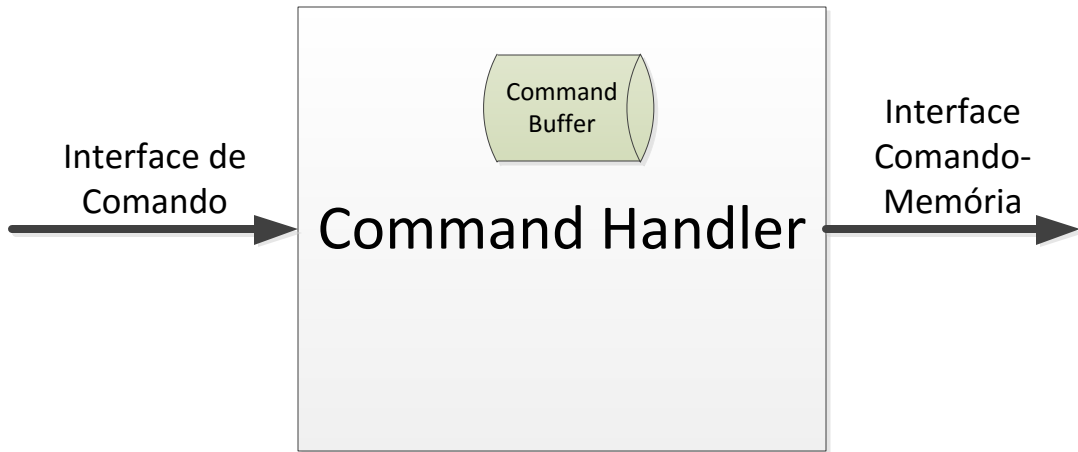 Interface de
Comando
Command
Buffer
Command Handler
Interface
Comando-
Memória